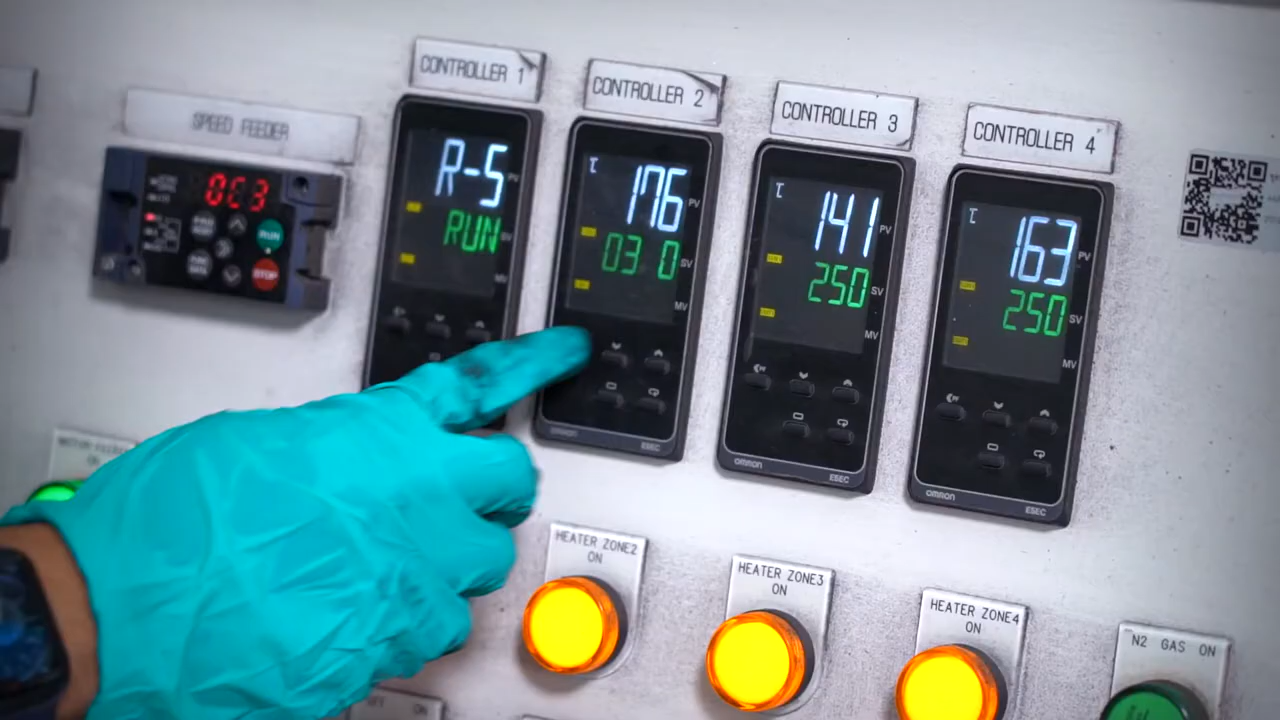 SPEED FEEDER
0C3
RUN
STOP
CONTROLLER 1
R-S
PV
RUN
SV
MV
CONTROLLER 2
℃
176
PV
03 0
SV
MV
OMRON
E5EC
CONTROLLER 3
℃
141
PV
250
SV
MV
OMRON
E5EC
CONTROLLER 4
℃
163
PV
250
SV
MV
OMRON
E5EC
HEATER ZONE2
ON
HEATER ZONE3
ON
HEATER ZONE4
ON
N2 GAS ON